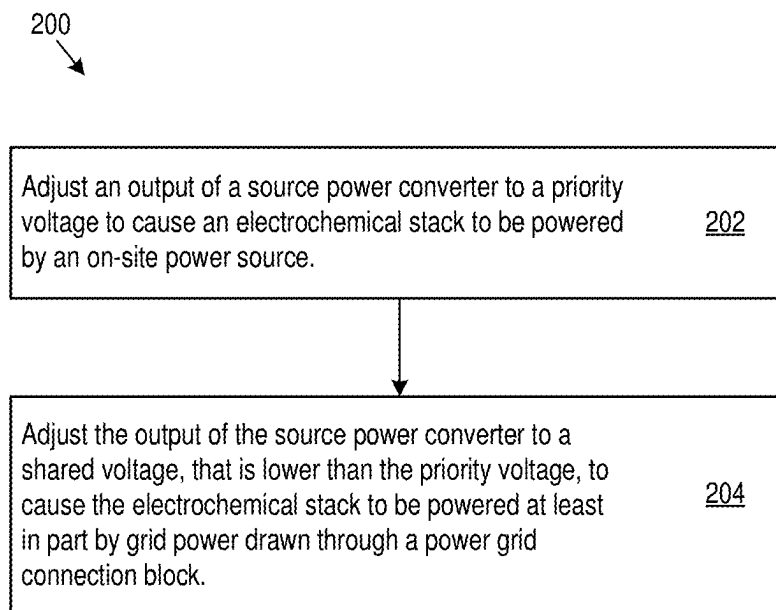 200
Adjust an output of a source power converter to a priority
voltage to cause an electrochemical stack to be powered
by an on-site power source.
202
Adjust the output of the source power converter to a
shared voltage, that is lower than the priority voltage, to
cause the electrochemical stack to be powered at least
in part by grid power drawn through a power grid
connection block.
204